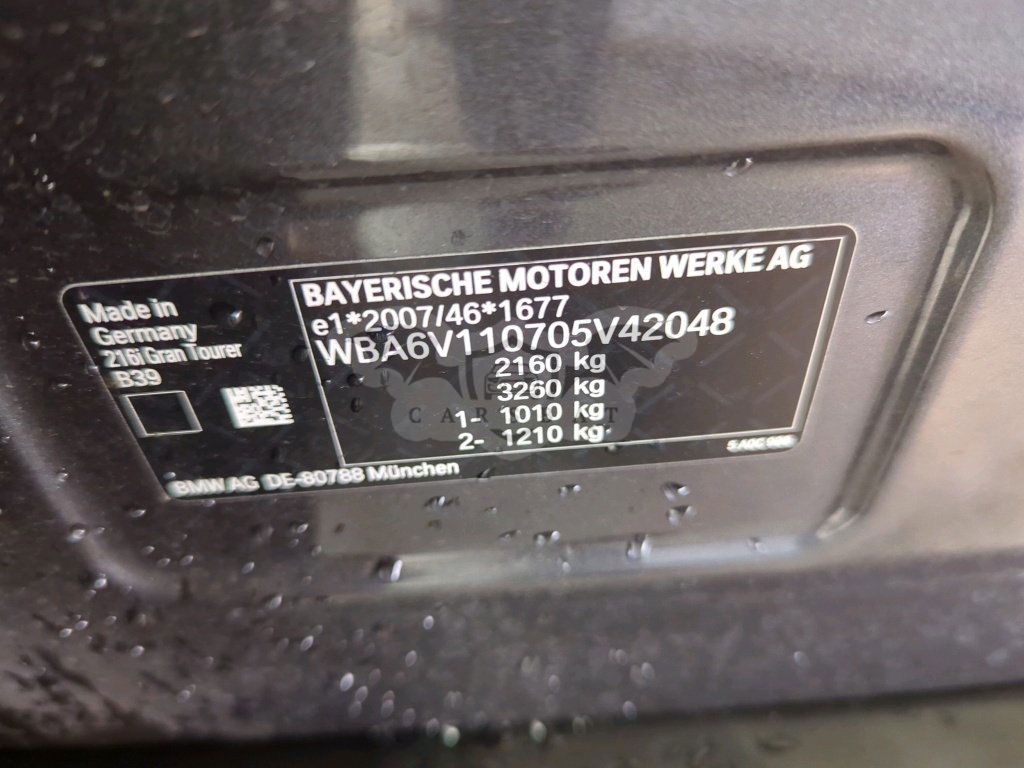 Made in
Germany
216i Gran Tourer
B39
BAYERISCHE MOTOREN WERKE AG
e1*2007/46*1677
WBA6V110705V42048
2160 kg
3260 kg
1- 1010 kg
2- 1210 kg
BMW AG DE-80788 München